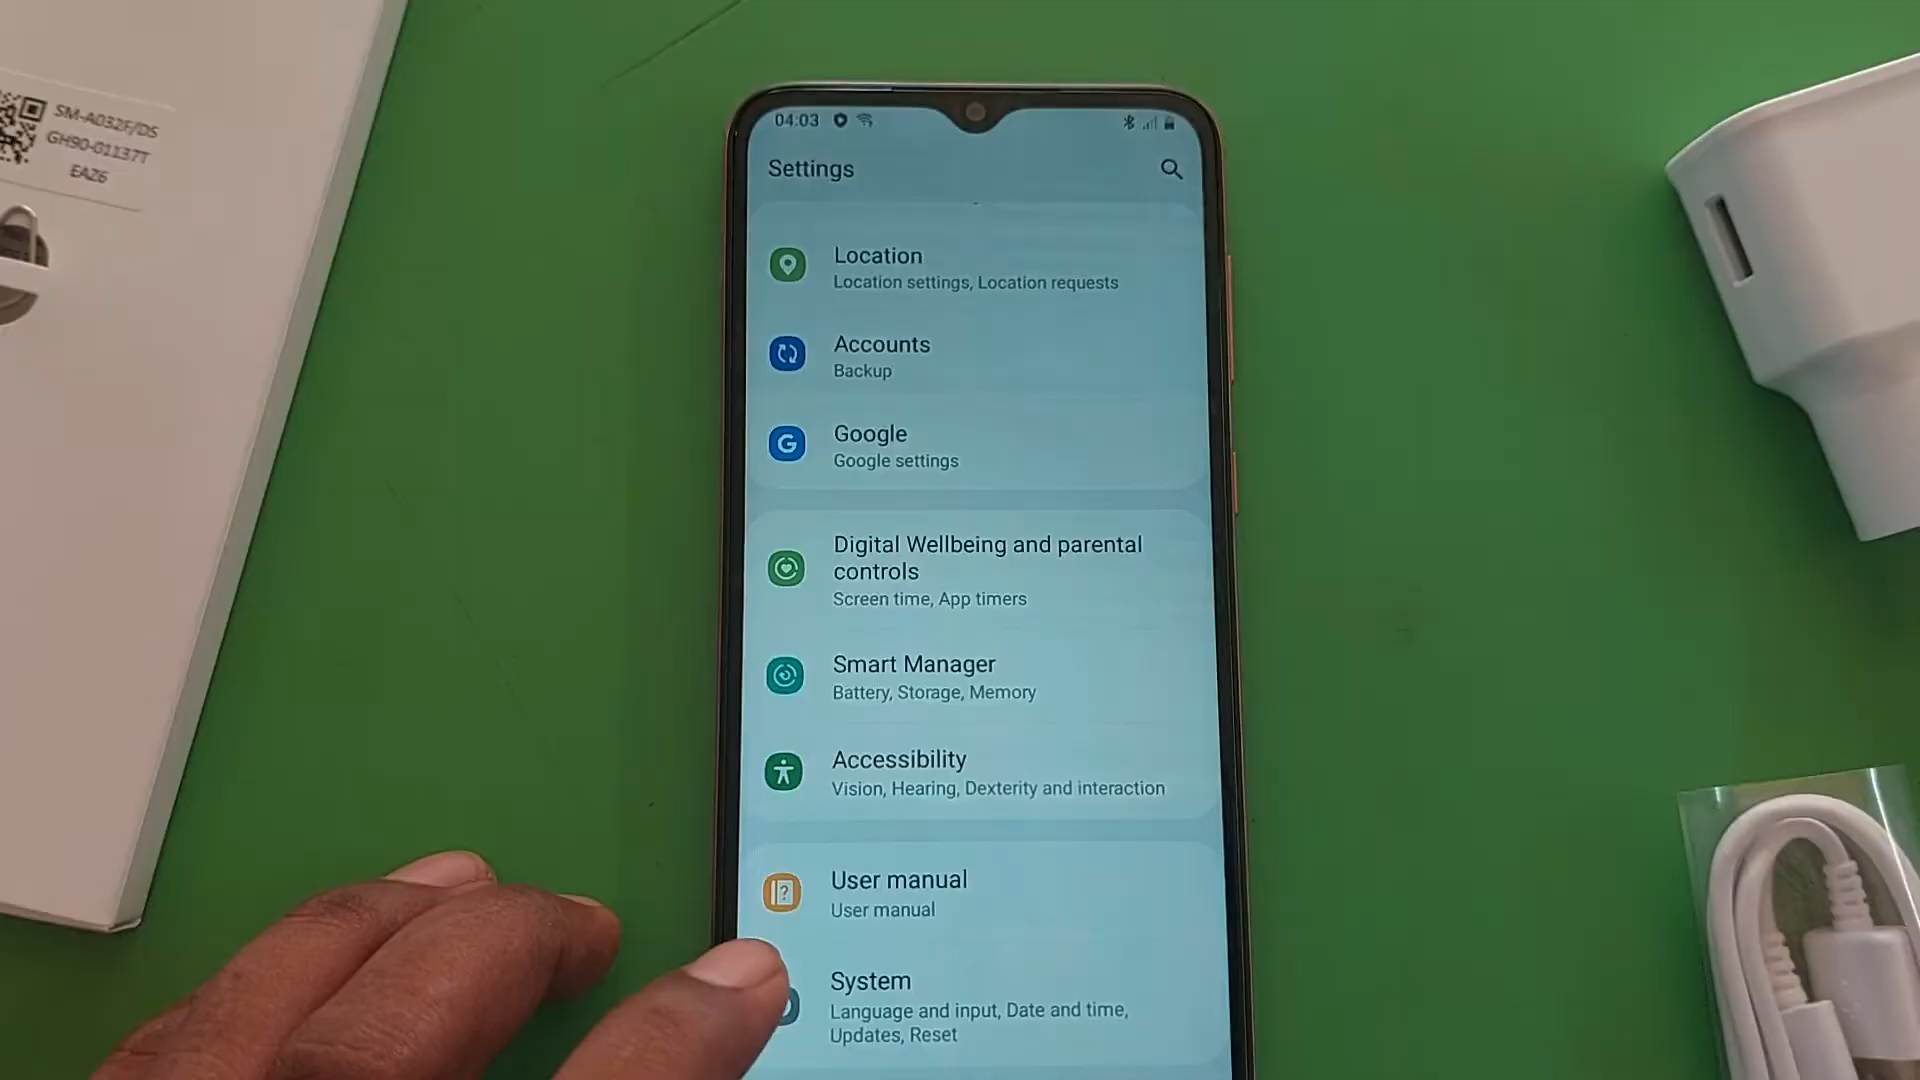 SM-A032F/DS
GH90-01137T
EAZ6
04:03
Settings
Location
Location settings, Location requests
Accounts
Backup
Google
Google settings
Digital Wellbeing and parental
controls
Screen time, App timers
Smart Manager
Battery, Storage, Memory
Accessibility
Vision, Hearing, Dexterity and interaction
User manual
User manual
System
Language and input, Date and time,
Updates, Reset